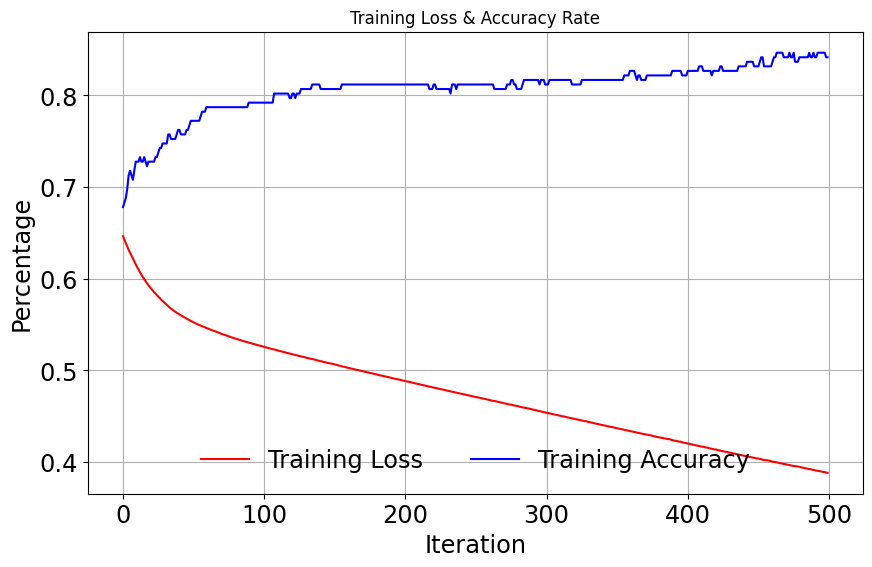 Training Loss & Accuracy Rate
0.8
0.7
0.6
0.5
0.4
Percentage
Training Loss
Training Accuracy
0 100 200 300 400 500
Iteration